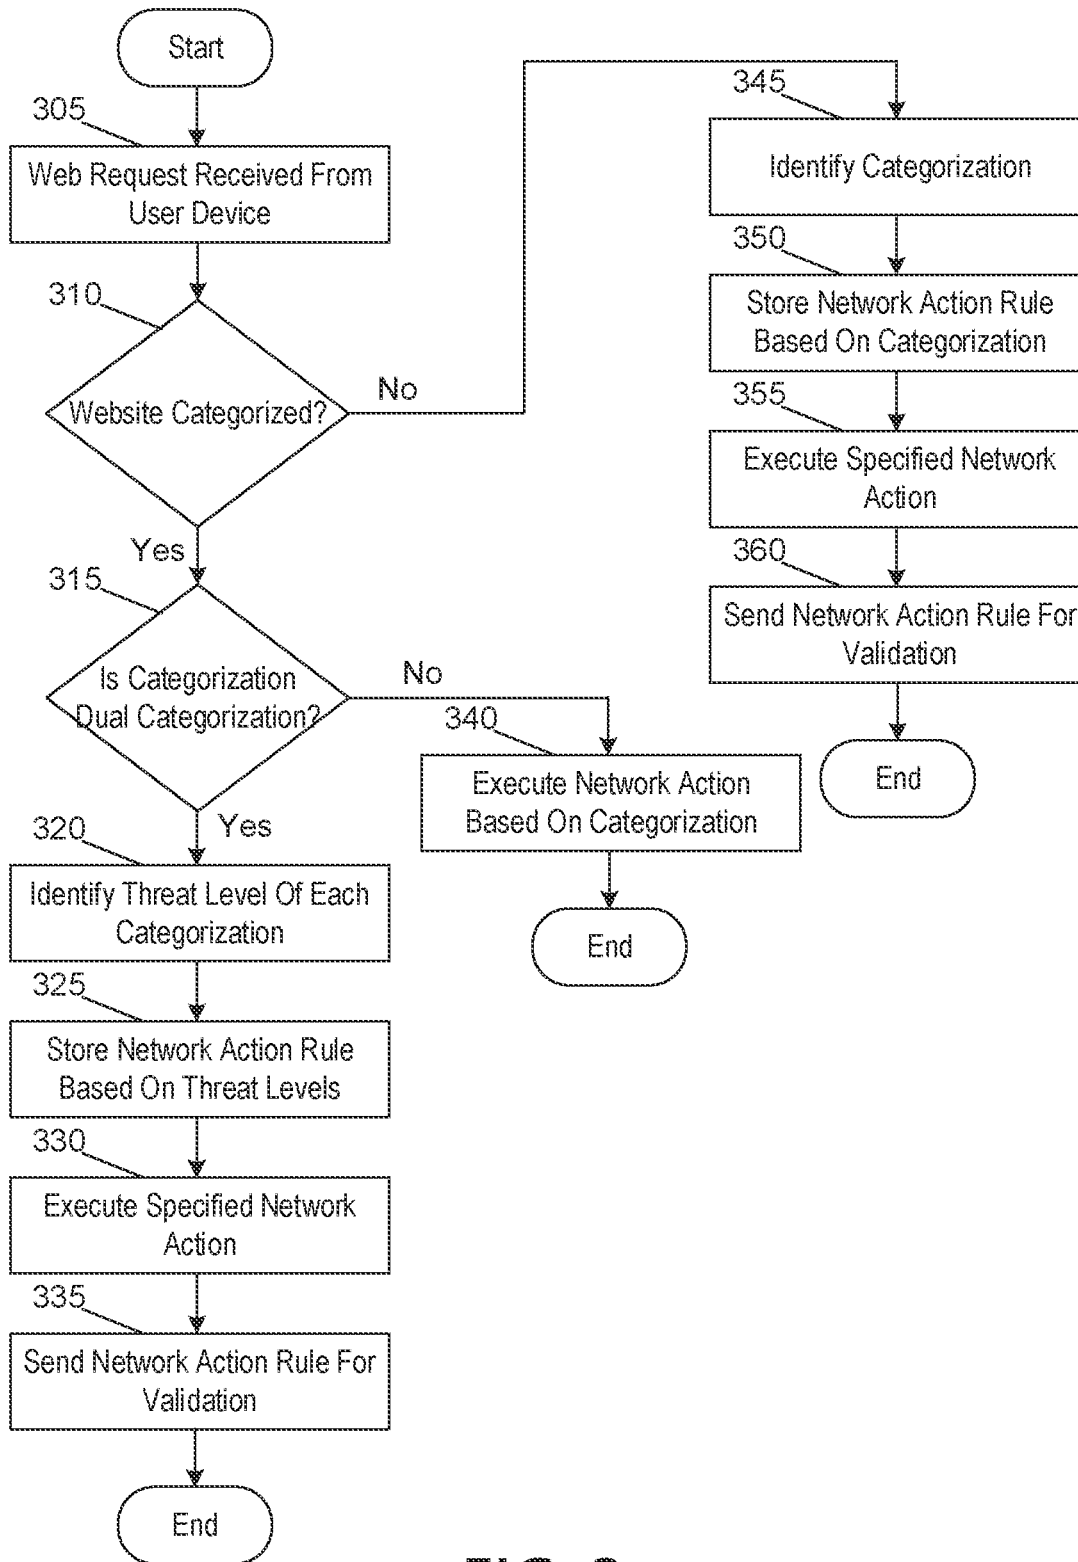 Start
305
Web Request Received From
User Device
310
Website Categorized?
No
Yes
315
Is Categorization
Dual Categorization?
No
Yes
320
Identify Threat Level Of Each
Categorization
325
Store Network Action Rule
Based On Threat Levels
330
Execute Specified Network
Action
335
Send Network Action Rule For
Validation
End
340
Execute Network Action
Based On Categorization
End
345
Identify Categorization
350
Store Network Action Rule
Based On Categorization
355
Execute Specified Network
Action
360
Send Network Action Rule For
Validation
End